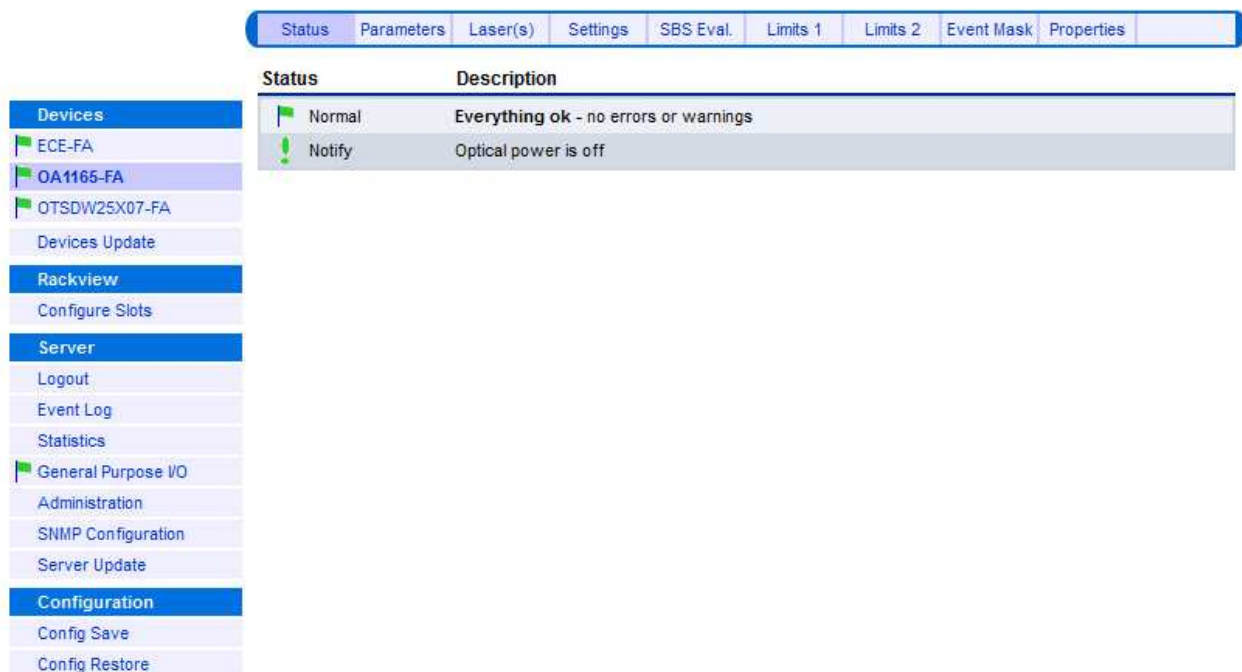 Status Parameters Laser(s) Settings SBS Eval. Limits 1 Limits 2 Event Mask Properties
Status Description
Normal Everything ok - no errors or warnings
Notify Optical power is off
Devices
ECE-FA
OA1165-FA
OTSDW25X07-FA
Devices Update
Rackview
Configure Slots
Server
Logout
Event Log
Statistics
General Purpose I/O
Administration
SNMP Configuration
Server Update
Configuration
Config Save
Config Restore